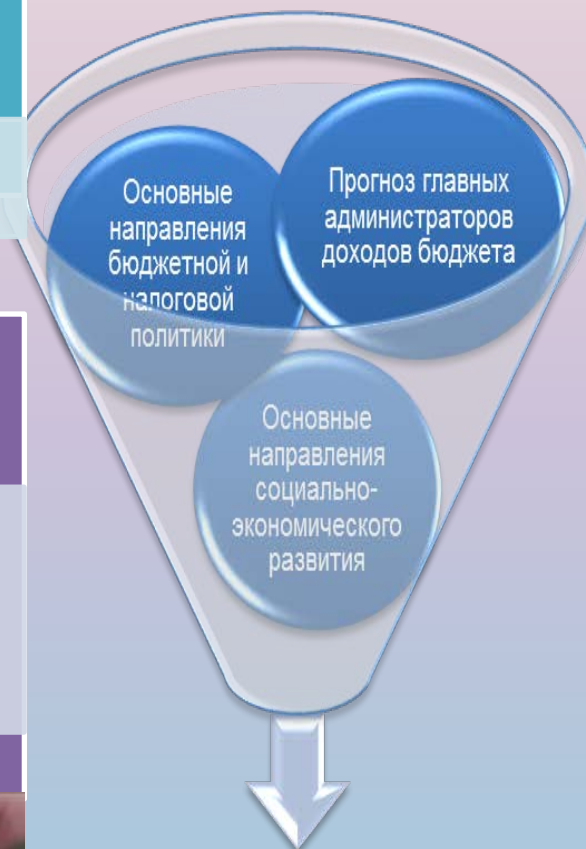 Основные
направления
бюджетной и
налоговой
политики
Прогноз главных
администраторов
доходов бюджета
Основные
направления
социально-
экономического
развития